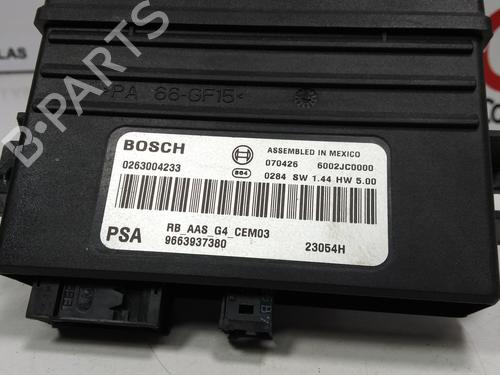 B-PARTS
>PA 66-GF15<
BOSCH
ASSEMBLED IN MEXICO
0263004233
070426 6002JC0000
884
0284 SW 1.44 HW 5.00
PSA
RB_AAS_G4_CEM03
9663937380
23054H